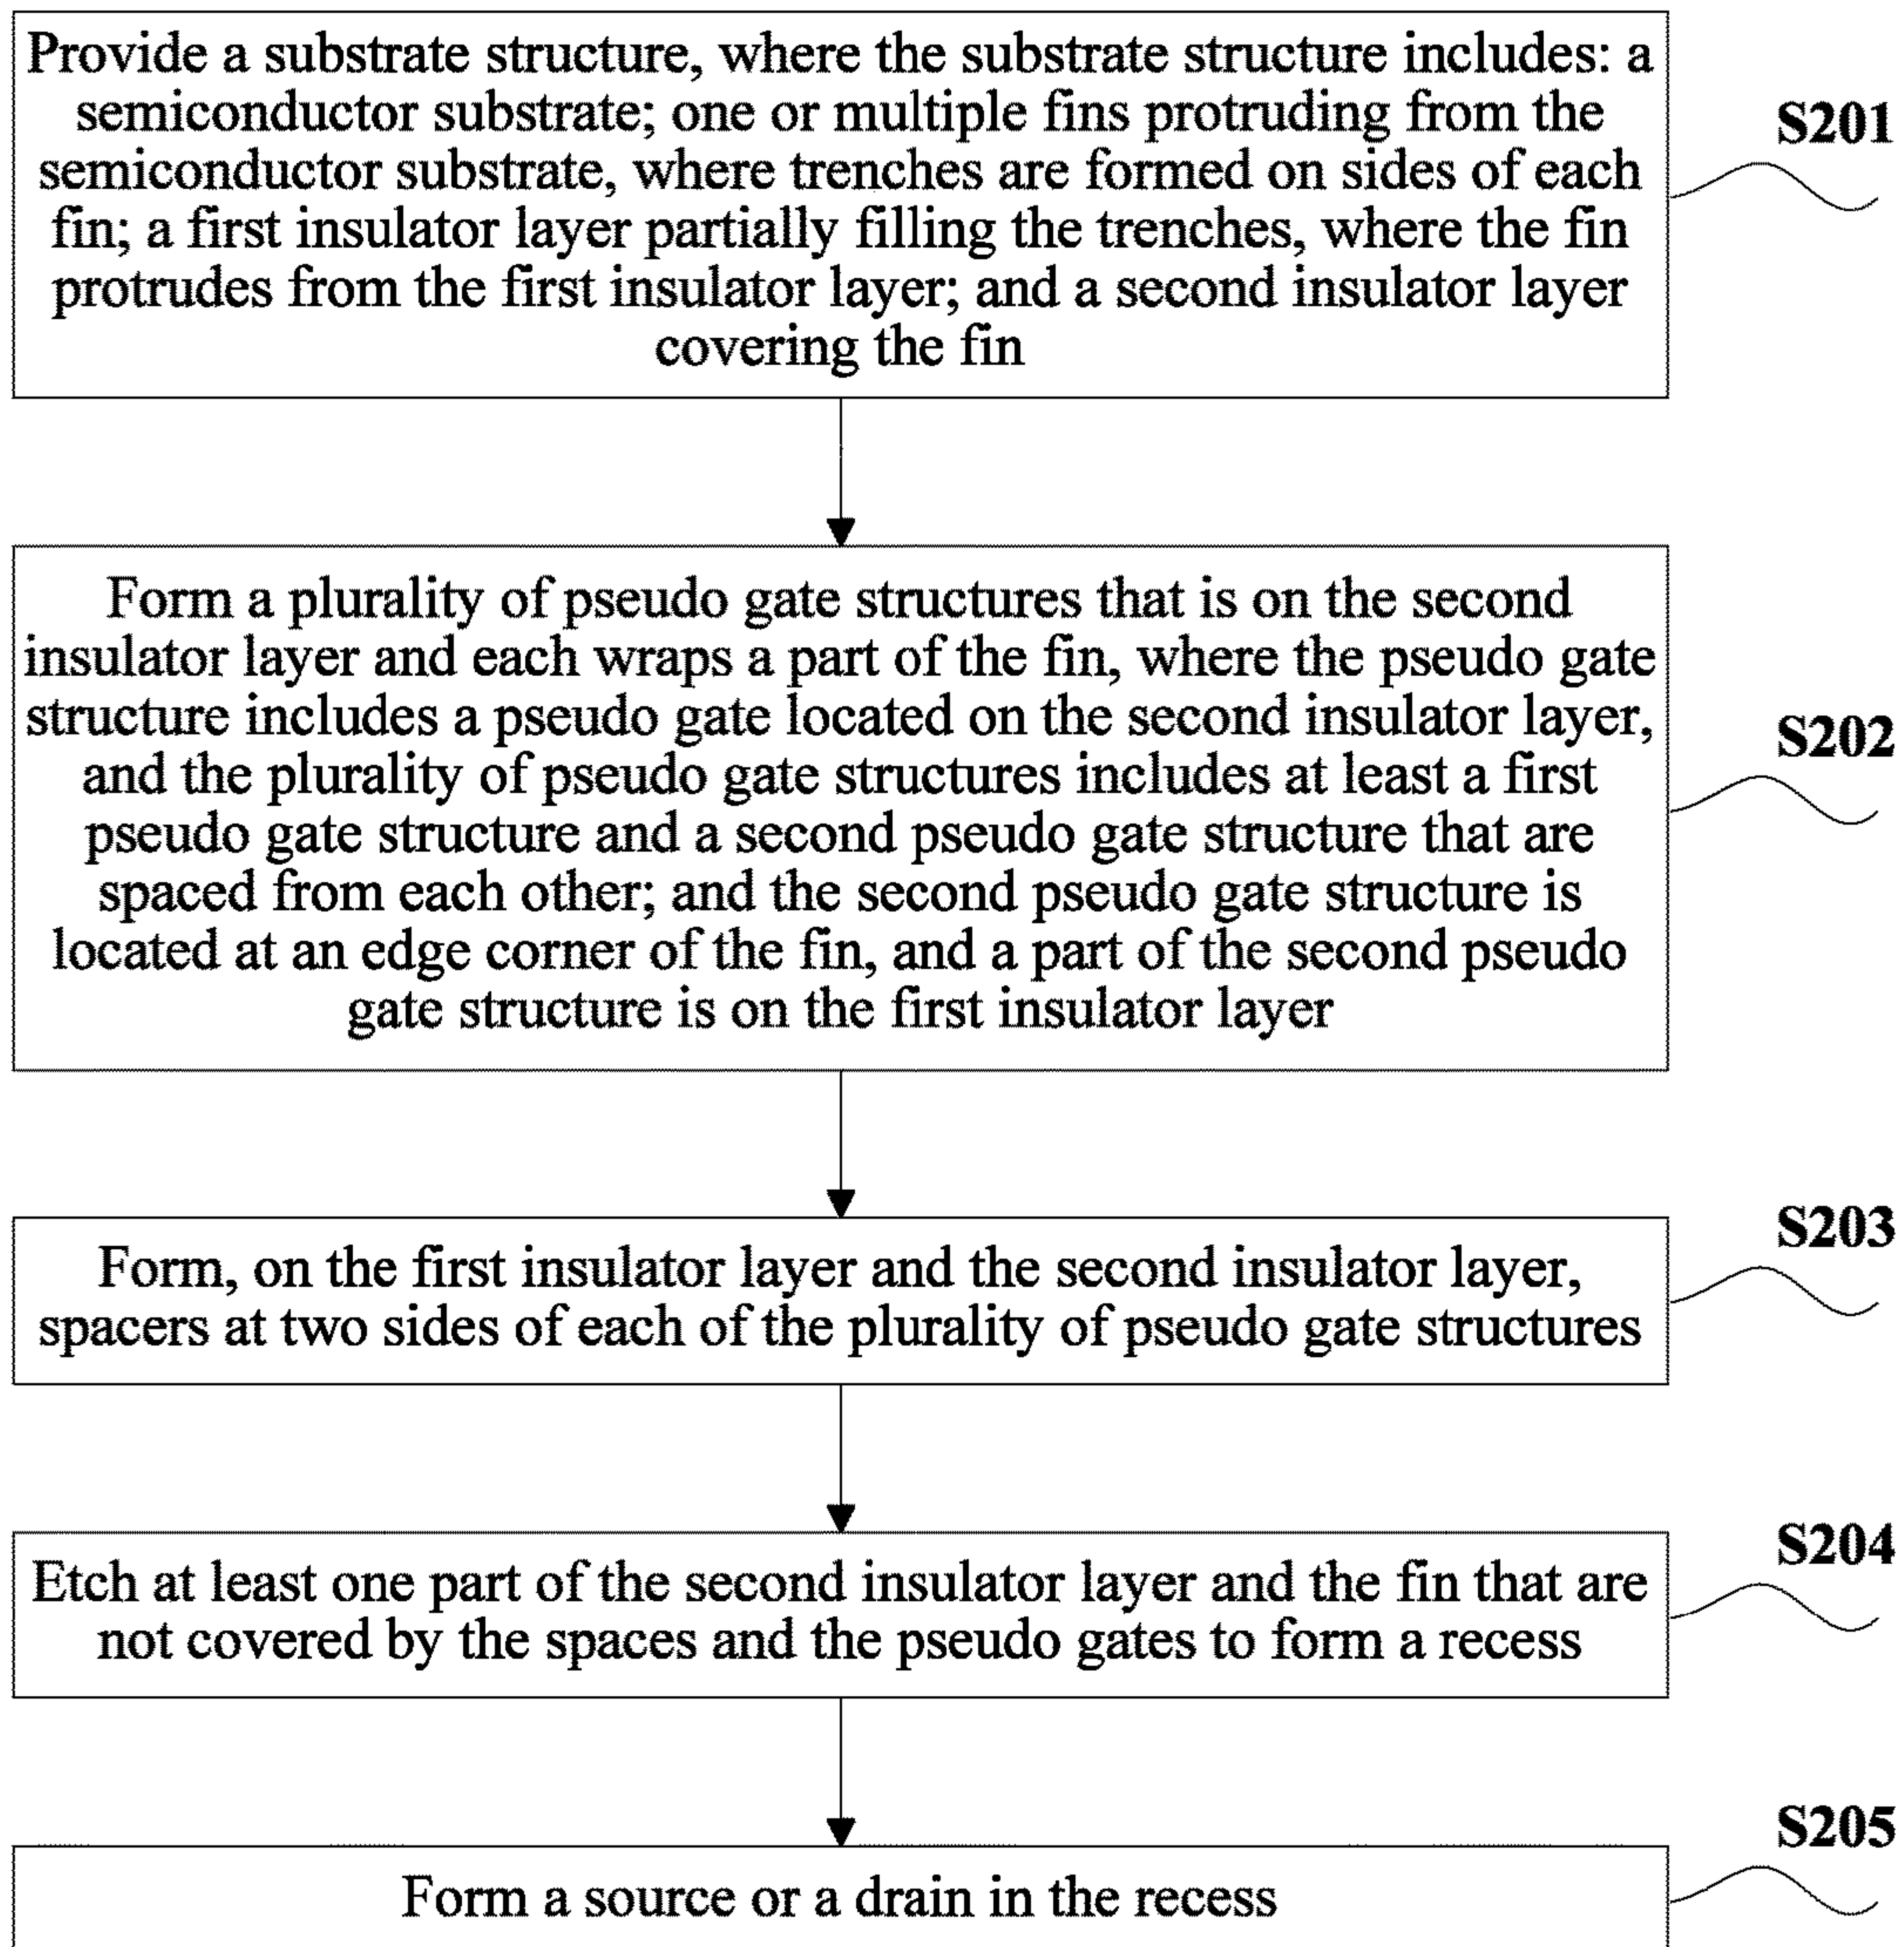 Provide a substrate structure, where the substrate structure includes: a
semiconductor substrate; one or multiple fins protruding from the
semiconductor substrate, where trenches are formed on sides of each
fin; a first insulator layer partially filling the trenches, where the fin
protrudes from the first insulator layer; and a second insulator layer
covering the fin
S201
Form a plurality of pseudo gate structures that is on the second
insulator layer and each wraps a part of the fin, where the pseudo gate
structure includes a pseudo gate located on the second insulator layer,
and the plurality of pseudo gate structures includes at least a first
pseudo gate structure and a second pseudo gate structure that are
spaced from each other; and the second pseudo gate structure is
located at an edge corner of the fin, and a part of the second pseudo
gate structure is on the first insulator layer
S202
Form, on the first insulator layer and the second insulator layer,
spacers at two sides of each of the plurality of pseudo gate structures
S203
Etch at least one part of the second insulator layer and the fin that are
not covered by the spaces and the pseudo gates to form a recess
S204
Form a source or a drain in the recess
S205